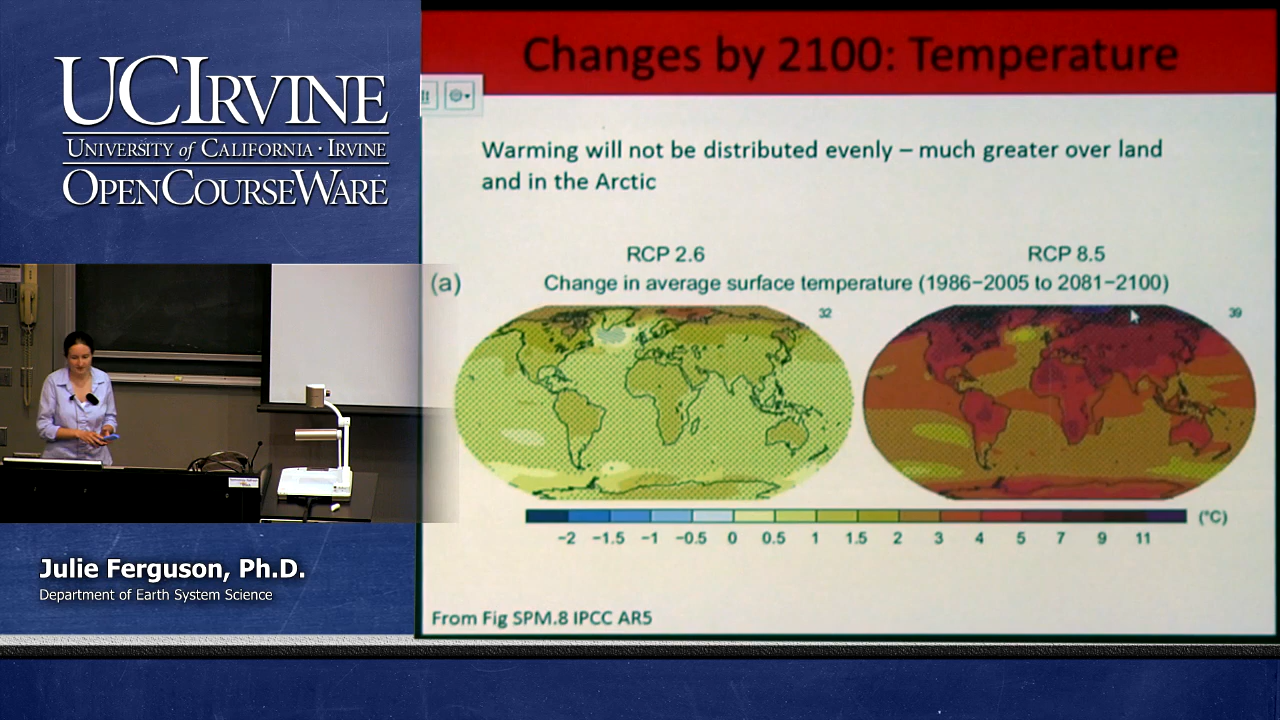 UCIRVINE
UNIVERSITY of CALIFORNIA · IRVINE
OPENCOURSEWARE
Julie Ferguson, Ph.D.
Department of Earth System Science
Changes by 2100: Temperature
Warming will not be distributed evenly – much greater over land
and in the Arctic
RCP 2.6
RCP 8.5
(a)
Change in average surface temperature (1986−2005 to 2081−2100)
32
39
−2 −1.5 −1 −0.5 0 0.5 1 1.5 2 3 4 5 7 9 11
(°C)
From Fig SPM.8 IPCC AR5